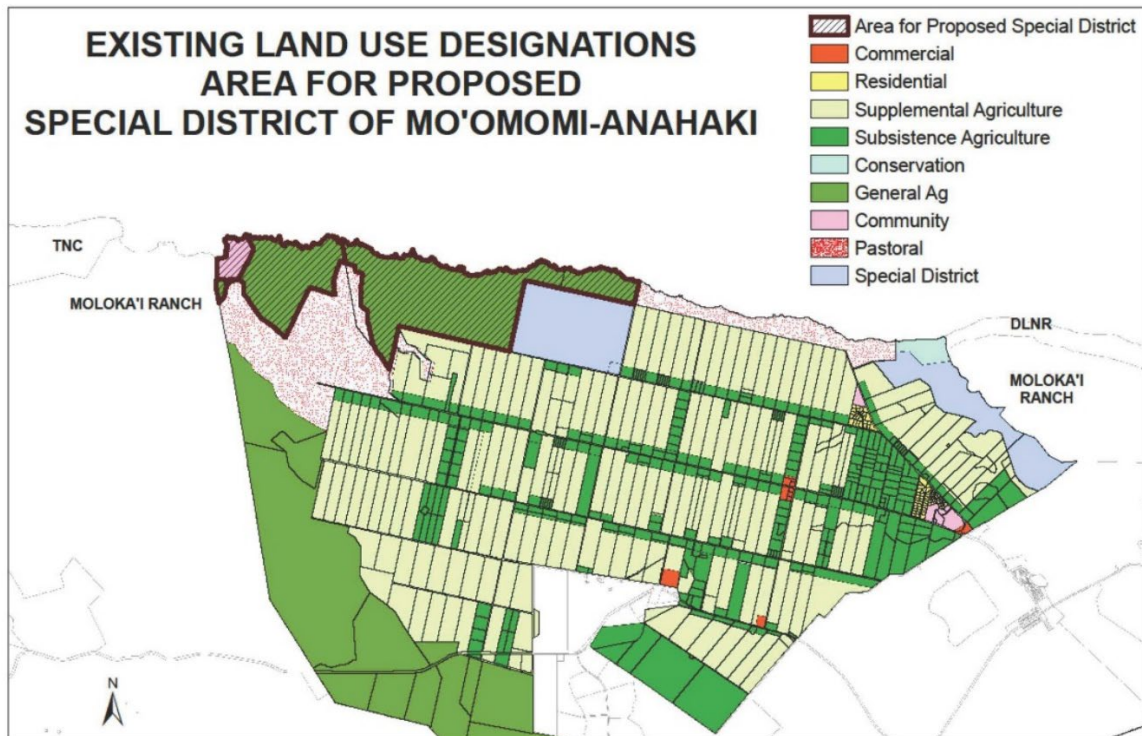 EXISTING LAND USE DESIGNATIONS
AREA FOR PROPOSED
SPECIAL DISTRICT OF MO'OMOMI-ANAHAKI
Area for Proposed Special District
Commercial
Residential
Supplemental Agriculture
Subsistence Agriculture
Conservation
General Ag
Community
Pastoral
Special District
TNC
MOLOKA'I RANCH
DLNR
MOLOKA'I
RANCH
N